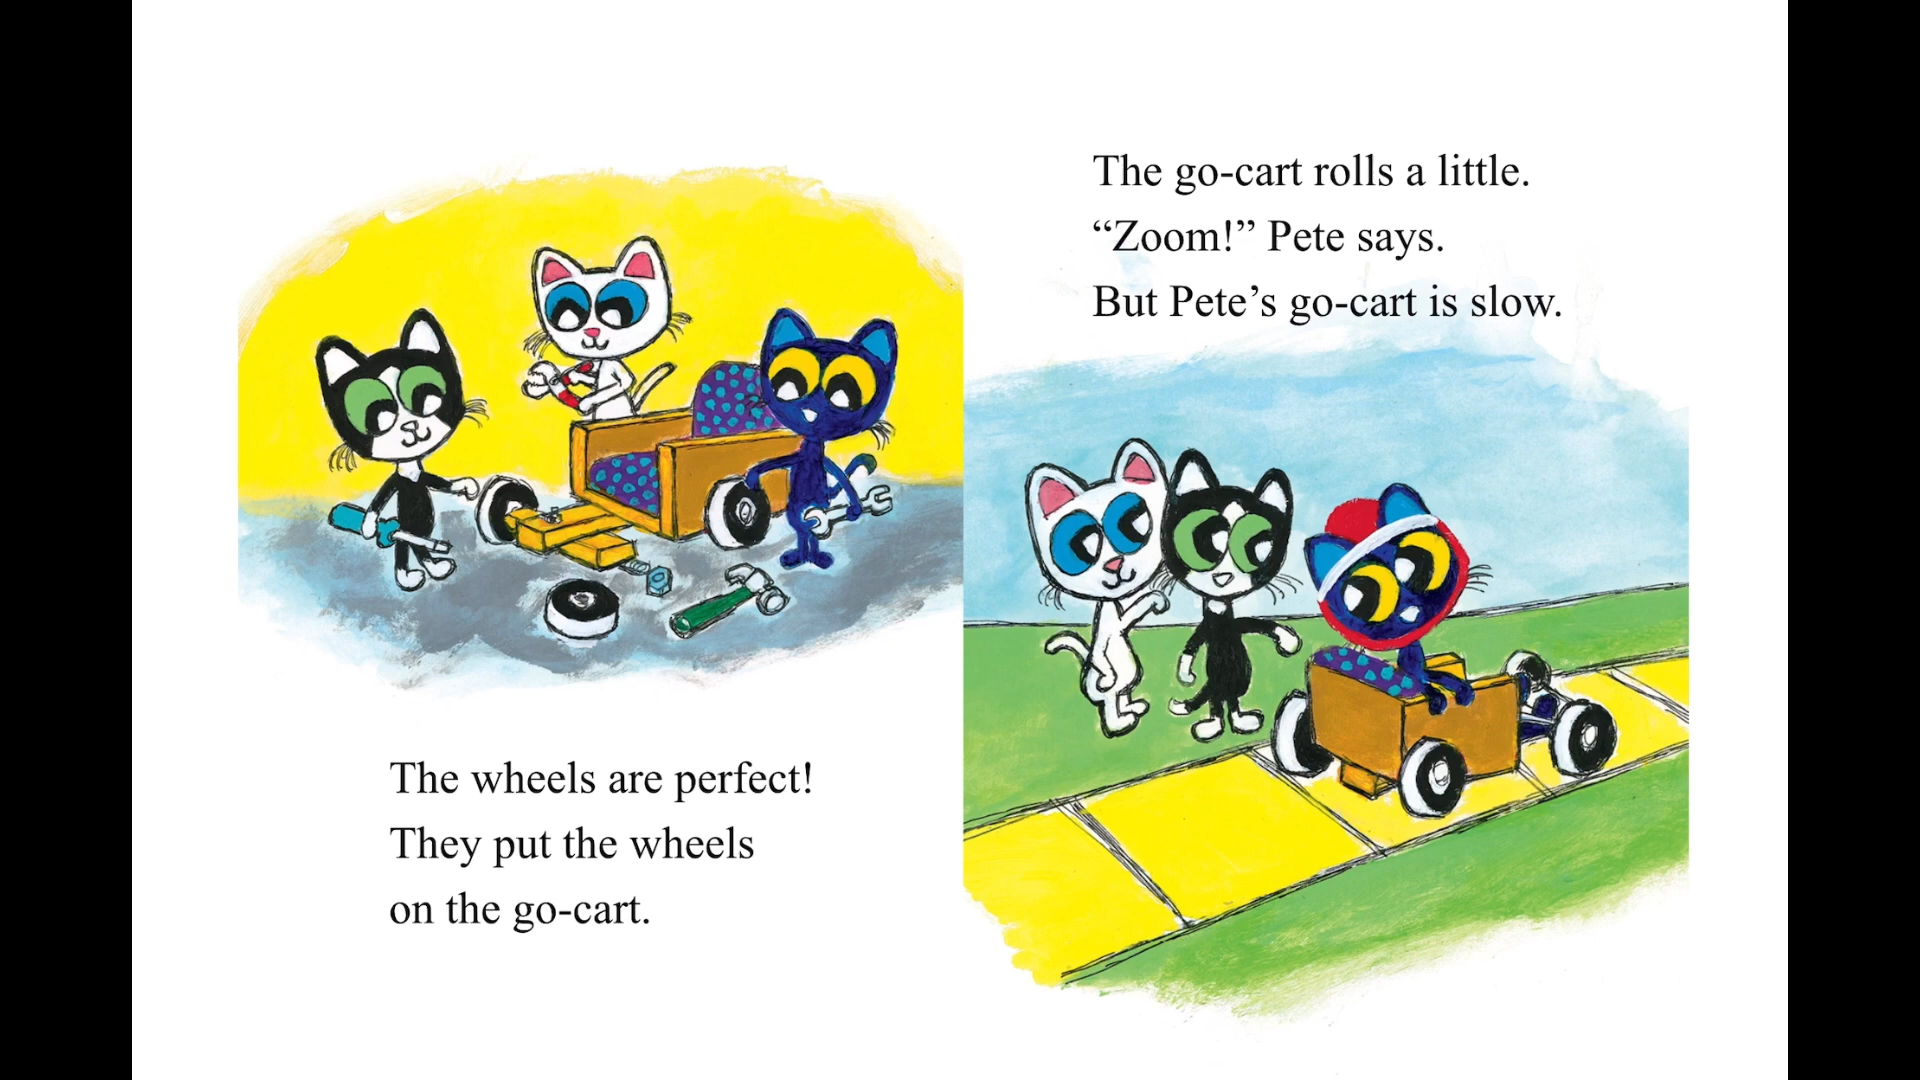 The wheels are perfect!
They put the wheels
on the go-cart.
The go-cart rolls a little.
“Zoom!” Pete says.
But Pete’s go-cart is slow.